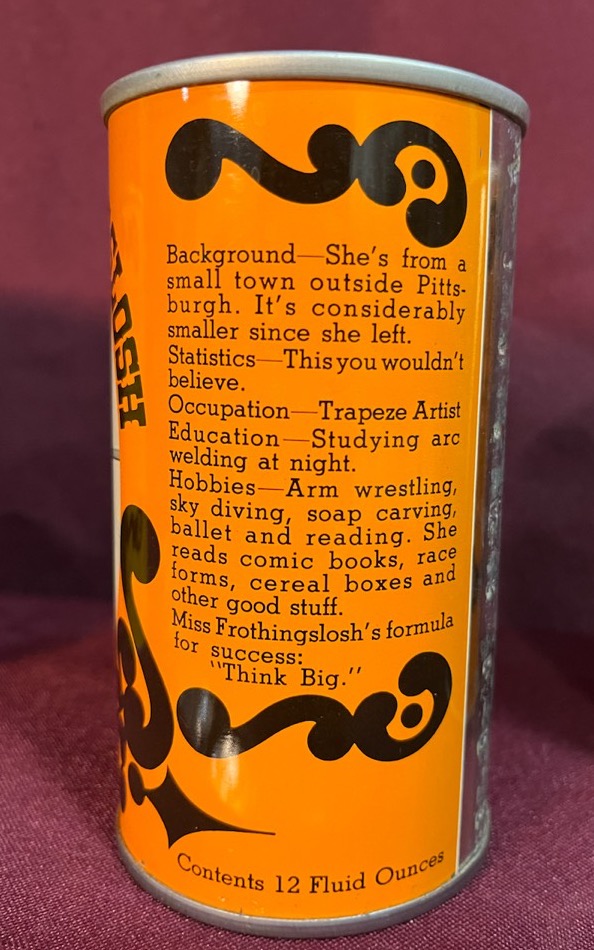 LOSH
Background—She's from a
small town outside Pitts-
burgh. It's considerably
smaller since she left.
Statistics—This you wouldn't
believe.
Occupation—Trapeze Artist
Education—Studying arc
welding at night.
Hobbies—Arm wrestling,
sky diving, soap carving,
ballet and reading. She
reads comic books, race
forms, cereal boxes and
other good stuff.
Miss Frothingslosh's formula
for success:
"Think Big."
Contents 12 Fluid Ounces